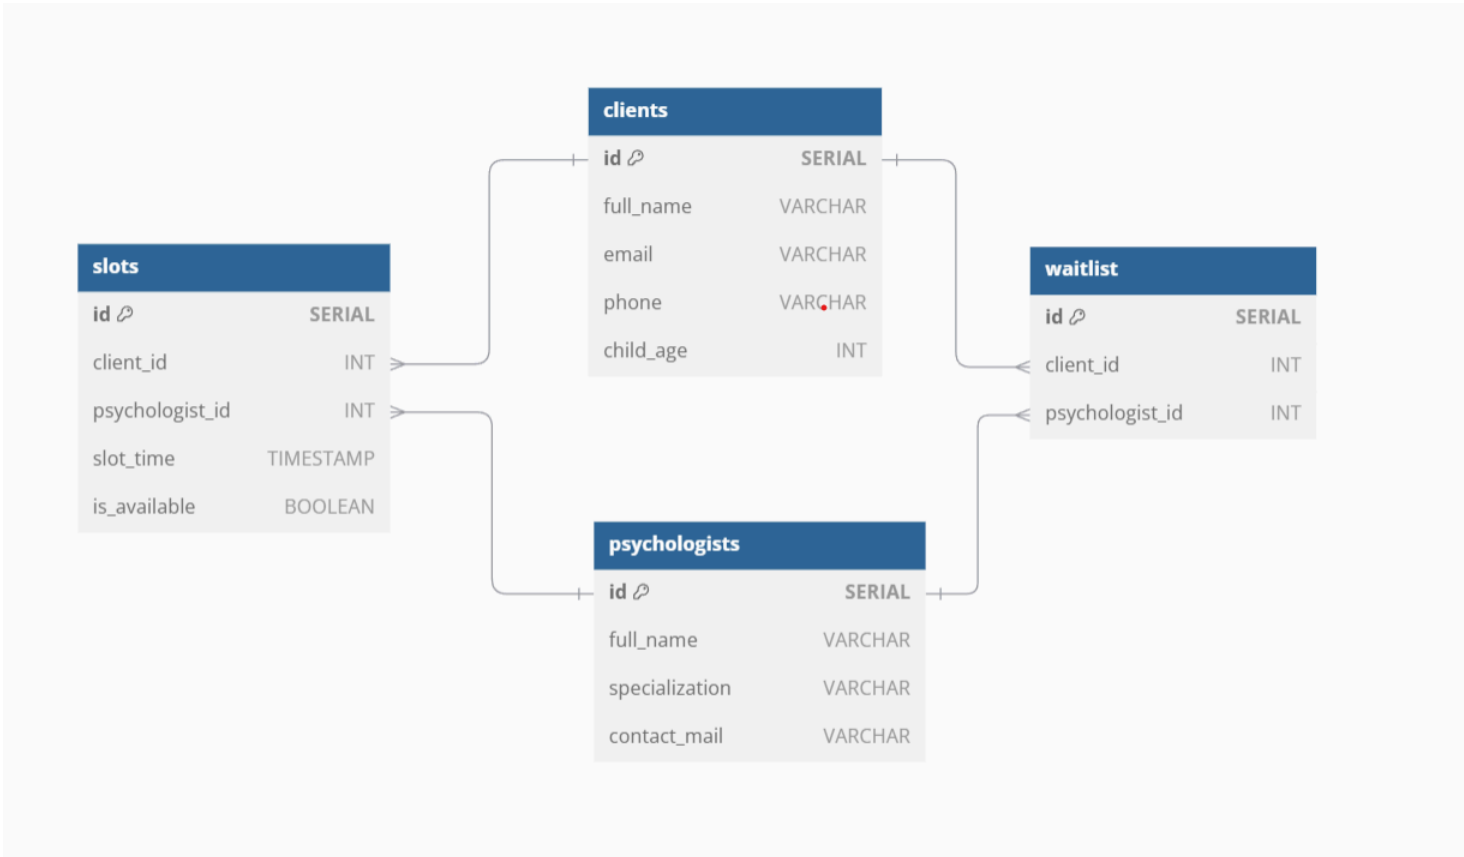 clients
id SERIAL
full_name VARCHAR
email VARCHAR
phone VARCHAR
child_age INT
slots
id SERIAL
client_id INT
psychologist_id INT
slot_time TIMESTAMP
is_available BOOLEAN
waitlist
id SERIAL
client_id INT
psychologist_id INT
psychologists
id SERIAL
full_name VARCHAR
specialization VARCHAR
contact_mail VARCHAR